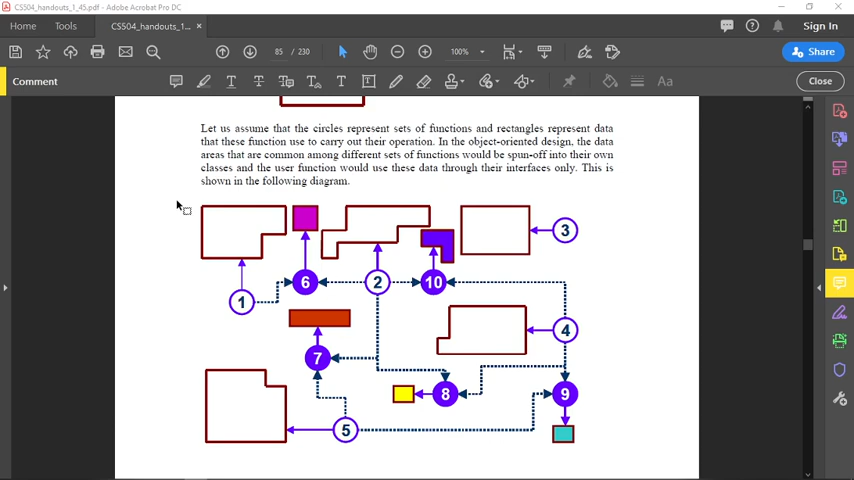 CS504_handouts_1_45.pdf - Adobe Acrobat Pro DC
Home Tools CS504_handouts_1... × Sign In
85 / 230 100% Share
Comment Aa Close
Let us assume that the circles represent sets of functions and rectangles represent data
that these function use to carry out their operation. In the object-oriented design, the data
areas that are common among different sets of functions would be spun-off into their own
classes and the user function would use these data through their interfaces only. This is
shown in the following diagram.
3
6 2 10
1
4
7
8 9
5